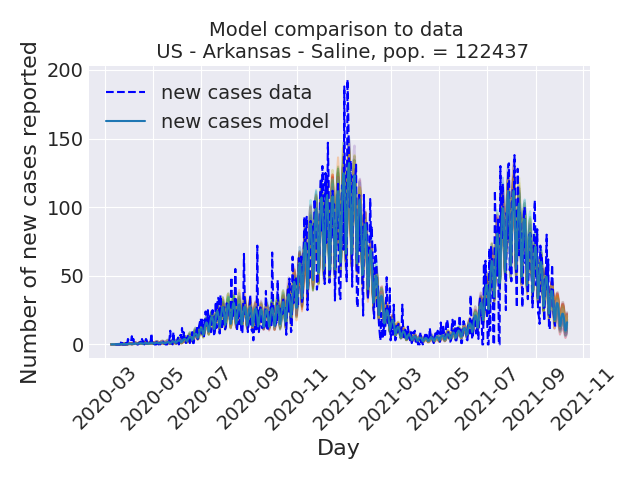 Model comparison to data
US - Arkansas - Saline, pop. = 122437
Number of new cases reported
200
150
100
50
0
new cases data
new cases model
2020-03
2020-05
2020-07
2020-09
2020-11
2021-01
2021-03
2021-05
2021-07
2021-09
2021-11
Day